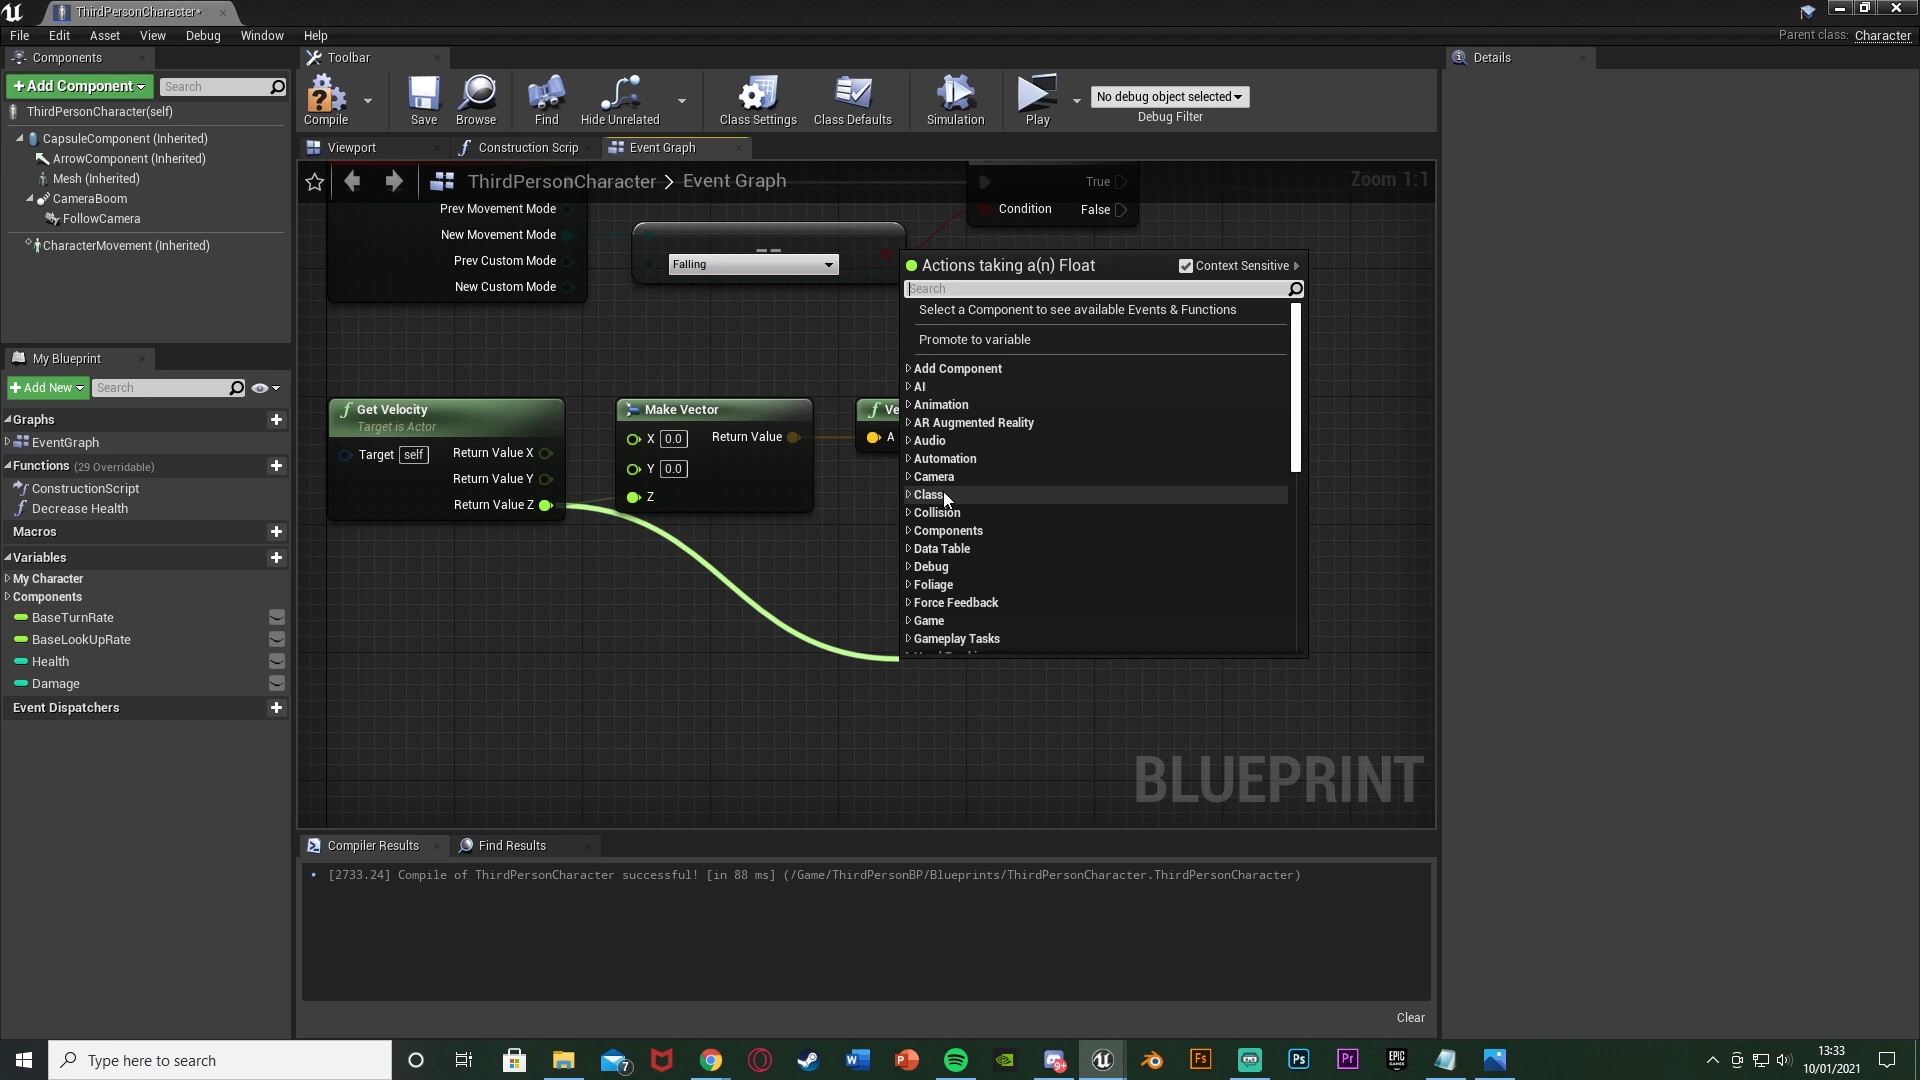 ThirdPersonCharacter*
File Edit Asset View Debug Window Help
Parent class: Character
Components
Toolbar
Details
+Add Component
Search
Compile
Save
Browse
Find
Hide Unrelated
Class Settings
Class Defaults
Simulation
Play
No debug object selected
Debug Filter
ThirdPersonCharacter(self)
CapsuleComponent (Inherited)
ArrowComponent (Inherited)
Mesh (Inherited)
CameraBoom
FollowCamera
CharacterMovement (Inherited)
Viewport
Construction Scrip
Event Graph
ThirdPersonCharacter > Event Graph
Zoom 1:1
Prev Movement Mode
New Movement Mode
Prev Custom Mode
New Custom Mode
==
Falling
True
Condition False
Actions taking a(n) Float
Context Sensitive
Search
Select a Component to see available Events & Functions
Promote to variable
Add Component
AI
Animation
AR Augmented Reality
Audio
Automation
Camera
Class
Collision
Components
Data Table
Debug
Foliage
Force Feedback
Game
Gameplay Tasks
Get Velocity
Target is Actor
Target self
Return Value X
Return Value Y
Return Value Z
Make Vector
X 0.0 Return Value
Y 0.0
Z
f Ve
A
BLUEPRINT
My Blueprint
+Add New
Search
Graphs
EventGraph
Functions (29 Overridable)
ConstructionScript
Decrease Health
Macros
Variables
My Character
Components
BaseTurnRate
BaseLookUpRate
Health
Damage
Event Dispatchers
Compiler Results
Find Results
[2733.24] Compile of ThirdPersonCharacter successful! [in 88 ms] (/Game/ThirdPersonBP/Blueprints/ThirdPersonCharacter.ThirdPersonCharacter)
Clear
Type here to search
7
9+
Fs
Ps
Pr
EPIC
GAMES
13:33
10/01/2021